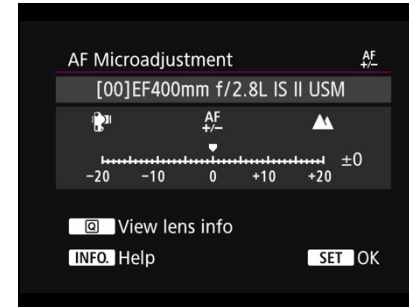 AF Microadjustment AF +/−
[00]EF400mm f/2.8L IS II USM
AF +/−
±0
−20 −10 0 +10 +20
Q View lens info
INFO. Help SET OK